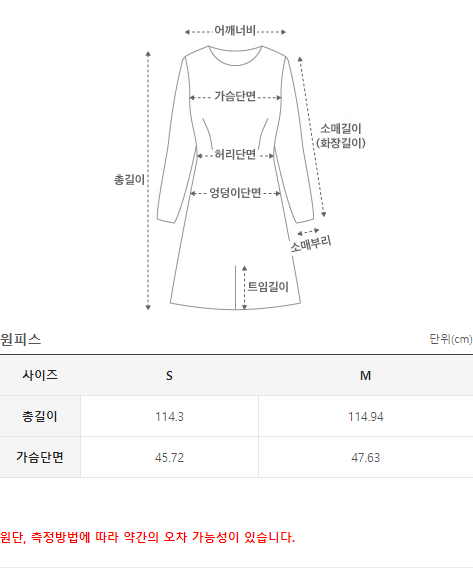 어깨너비
가슴단면
소매길이
(화장길이)
허리단면
총길이
엉덩이단면
소매부리
트임길이
원피스
단위(cm)
사이즈 S M
총길이 114.3 114.94
가슴단면 45.72 47.63
원단, 측정방법에 따라 약간의 오차 가능성이 있습니다.